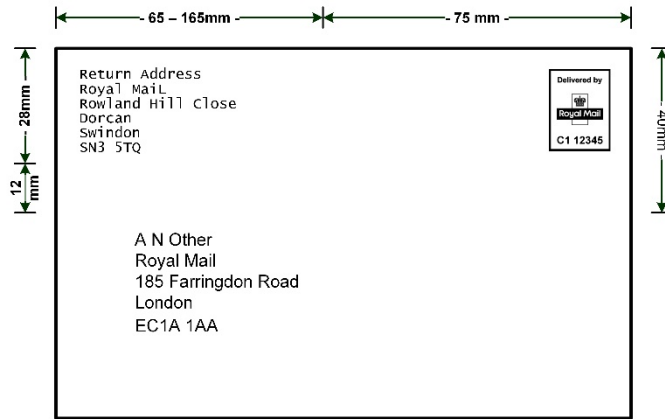 65 – 165mm
75 mm
28mm
12 mm
40mm
Return Address
Royal MaiL
Rowland Hill Close
Dorcan
Swindon
SN3 5TQ
Delivered by
Royal Mail
C1 12345
A N Other
Royal Mail
185 Farringdon Road
London
EC1A 1AA